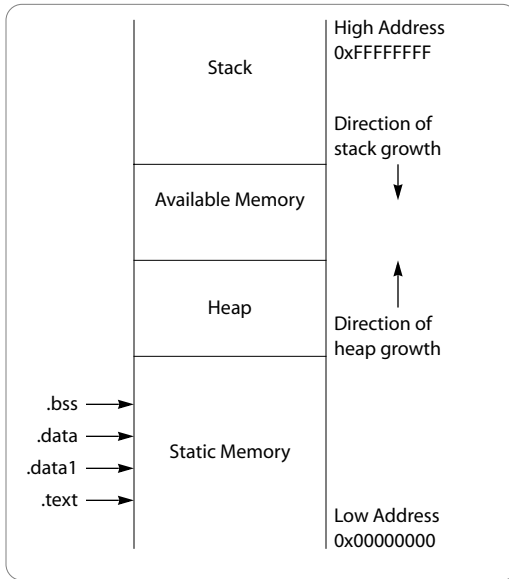 High Address
0xFFFFFFFF
Stack
Direction of
stack growth
Available Memory
Heap
Direction of
heap growth
.bss
.data
Static Memory
.data1
.text
Low Address
0x00000000